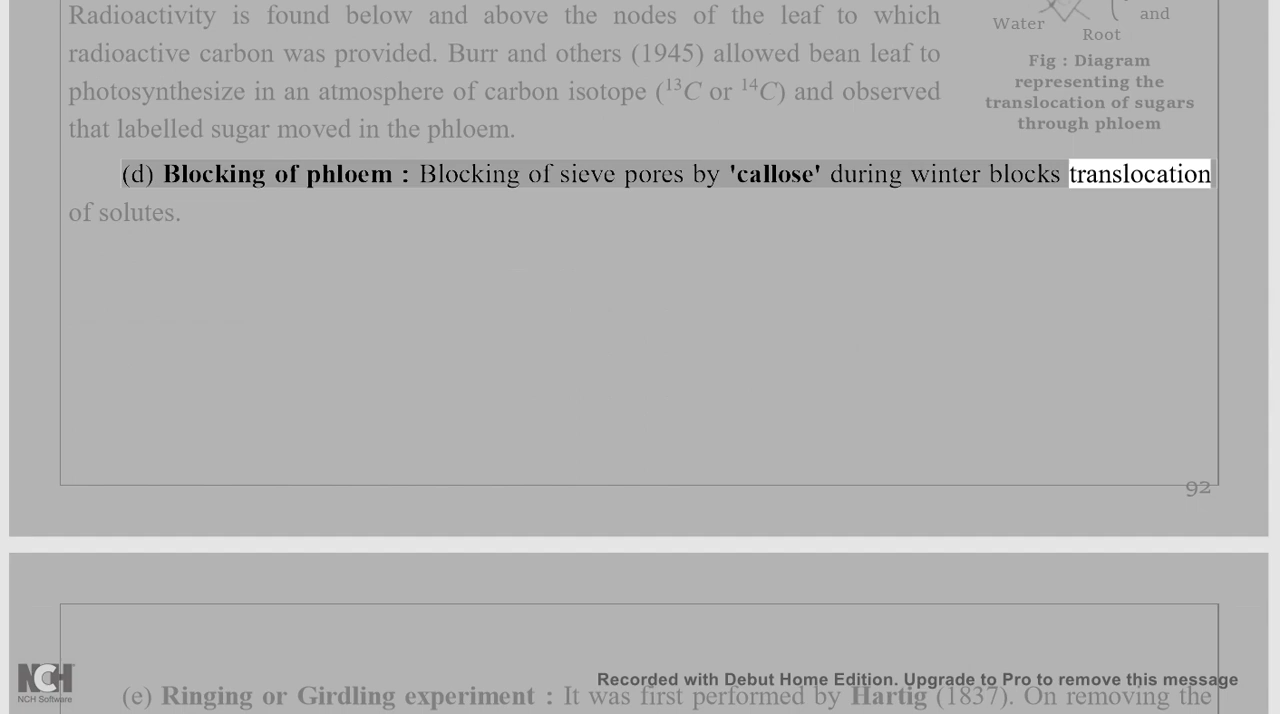 Radioactivity is found below and above the nodes of the leaf to which
radioactive carbon was provided. Burr and others (1945) allowed bean leaf to
photosynthesize in an atmosphere of carbon isotope (¹³C or ¹⁴C) and observed
that labelled sugar moved in the phloem.
Water
and
Root
Fig : Diagram
representing the
translocation of sugars
through phloem
(d) Blocking of phloem : Blocking of sieve pores by 'callose' during winter blocks translocation
of solutes.
92
NCH
NCH Software
Recorded with Debut Home Edition. Upgrade to Pro to remove this message
(e) Ringing or Girdling experiment : It was first performed by Hartig (1837). On removing the